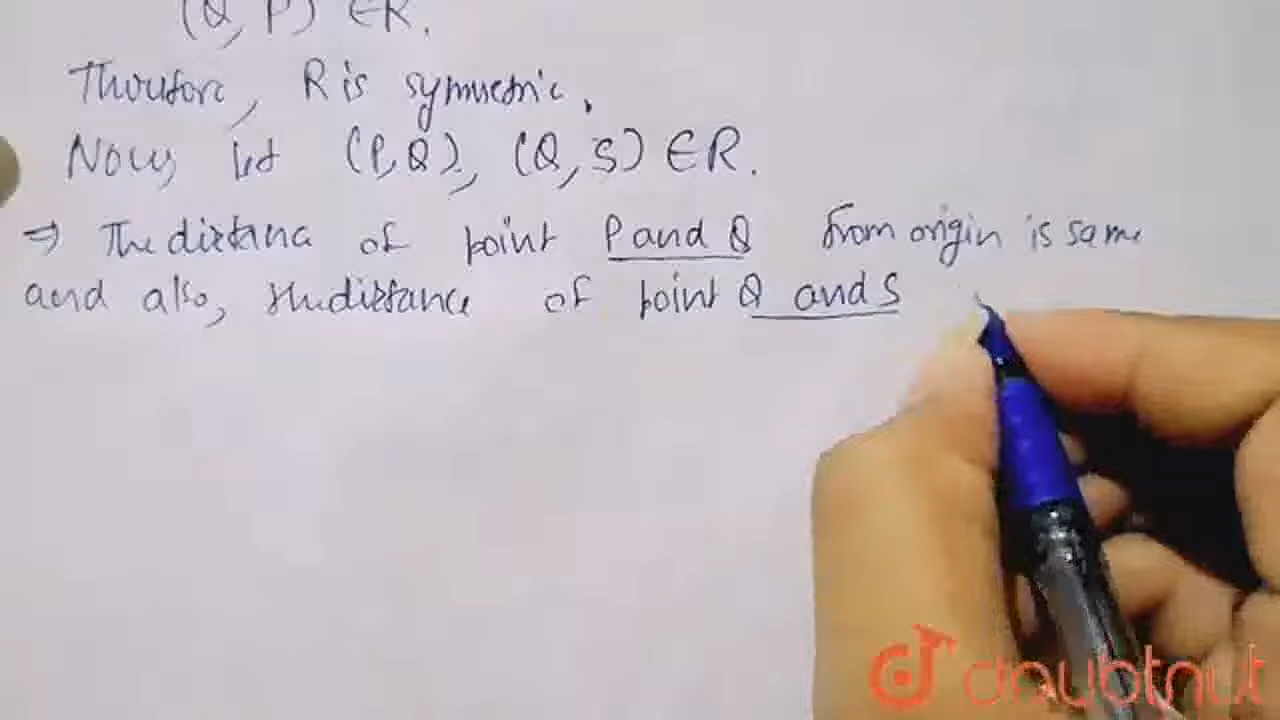 (Q, P) ∈ R.
Therefore, R is symmetric.
Now, let (P,Q), (Q, S) ∈ R.
⇒ The distance of point P and Q from origin is same
and also, the distance of point Q and S
doubtnut